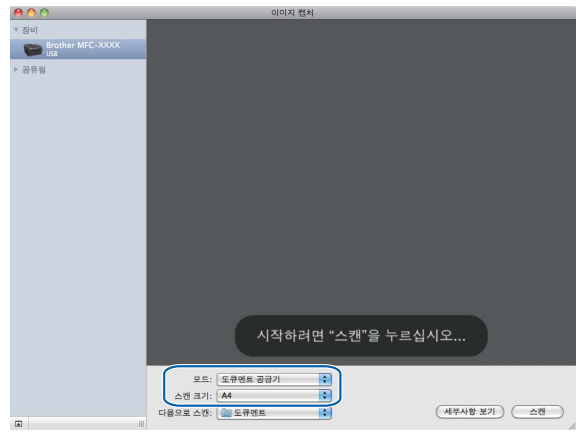 이미지 캡처
▼ 장비
Brother MFC-XXXX
USB
▶ 공유됨
시작하려면 “스캔”을 누르십시오...
모드: 도큐멘트 공급기
스캔 크기: A4
다음으로 스캔: 도큐멘트
세부사항 보기 스캔